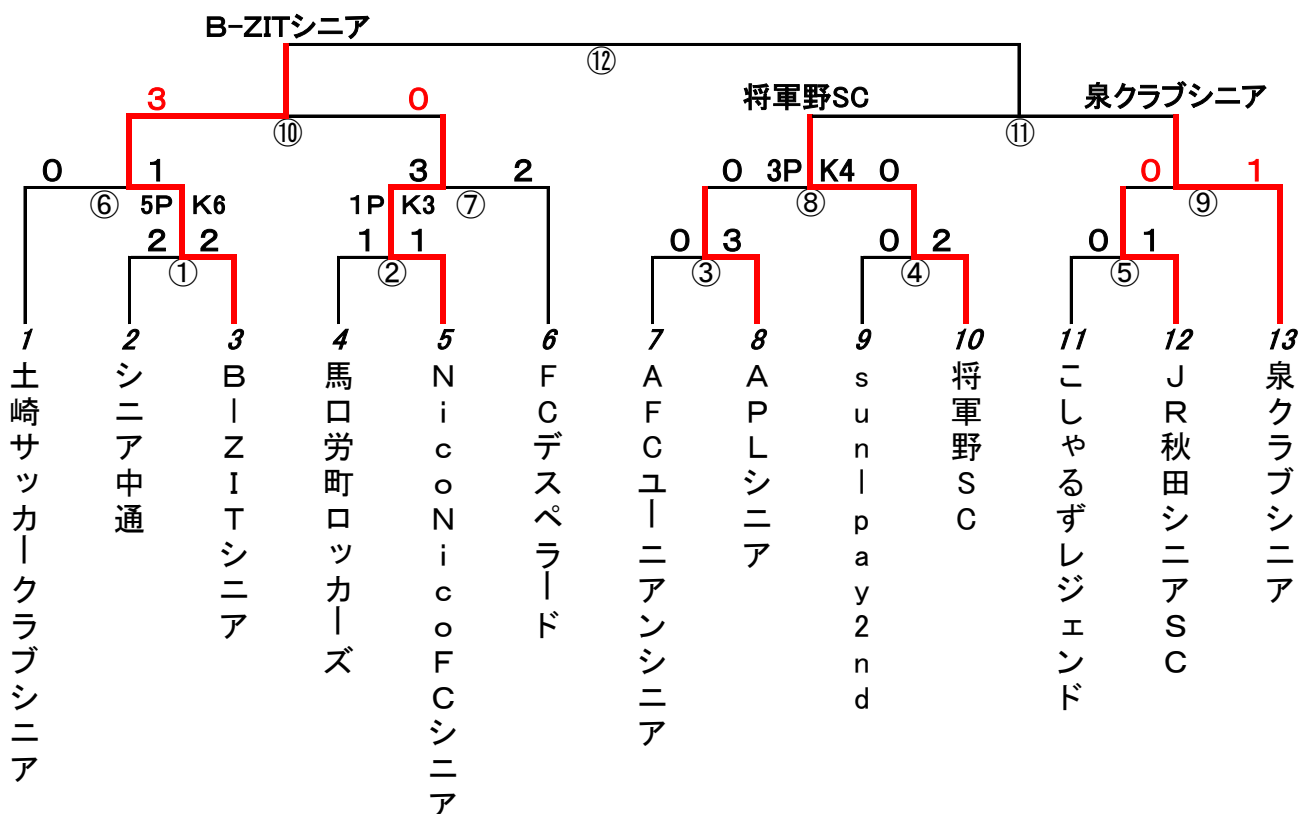 B-ZITシニア
⑫
3 0 将軍野SC 泉クラブシニア
⑩ ⑪
0 1 3 2 0 3P K4 0 0 1
⑥ 5P K6 1P K3 ⑦ ⑧ ⑨
2 2 1 1 0 3 0 2 0 1
① ② ③ ④ ⑤
1 2 3 4 5 6 7 8 9 10 11 12 13
土崎サッカークラブシニア
シニア中通
B-ZITシニア
馬口労町ロッカーズ
NicoNicoFCシニア
FCデスペラード
AFCユーニアンシニア
APLシニア
sunlpay2nd
将軍野SC
こしゃるずレジェンド
JR秋田シニアSC
泉クラブシニア